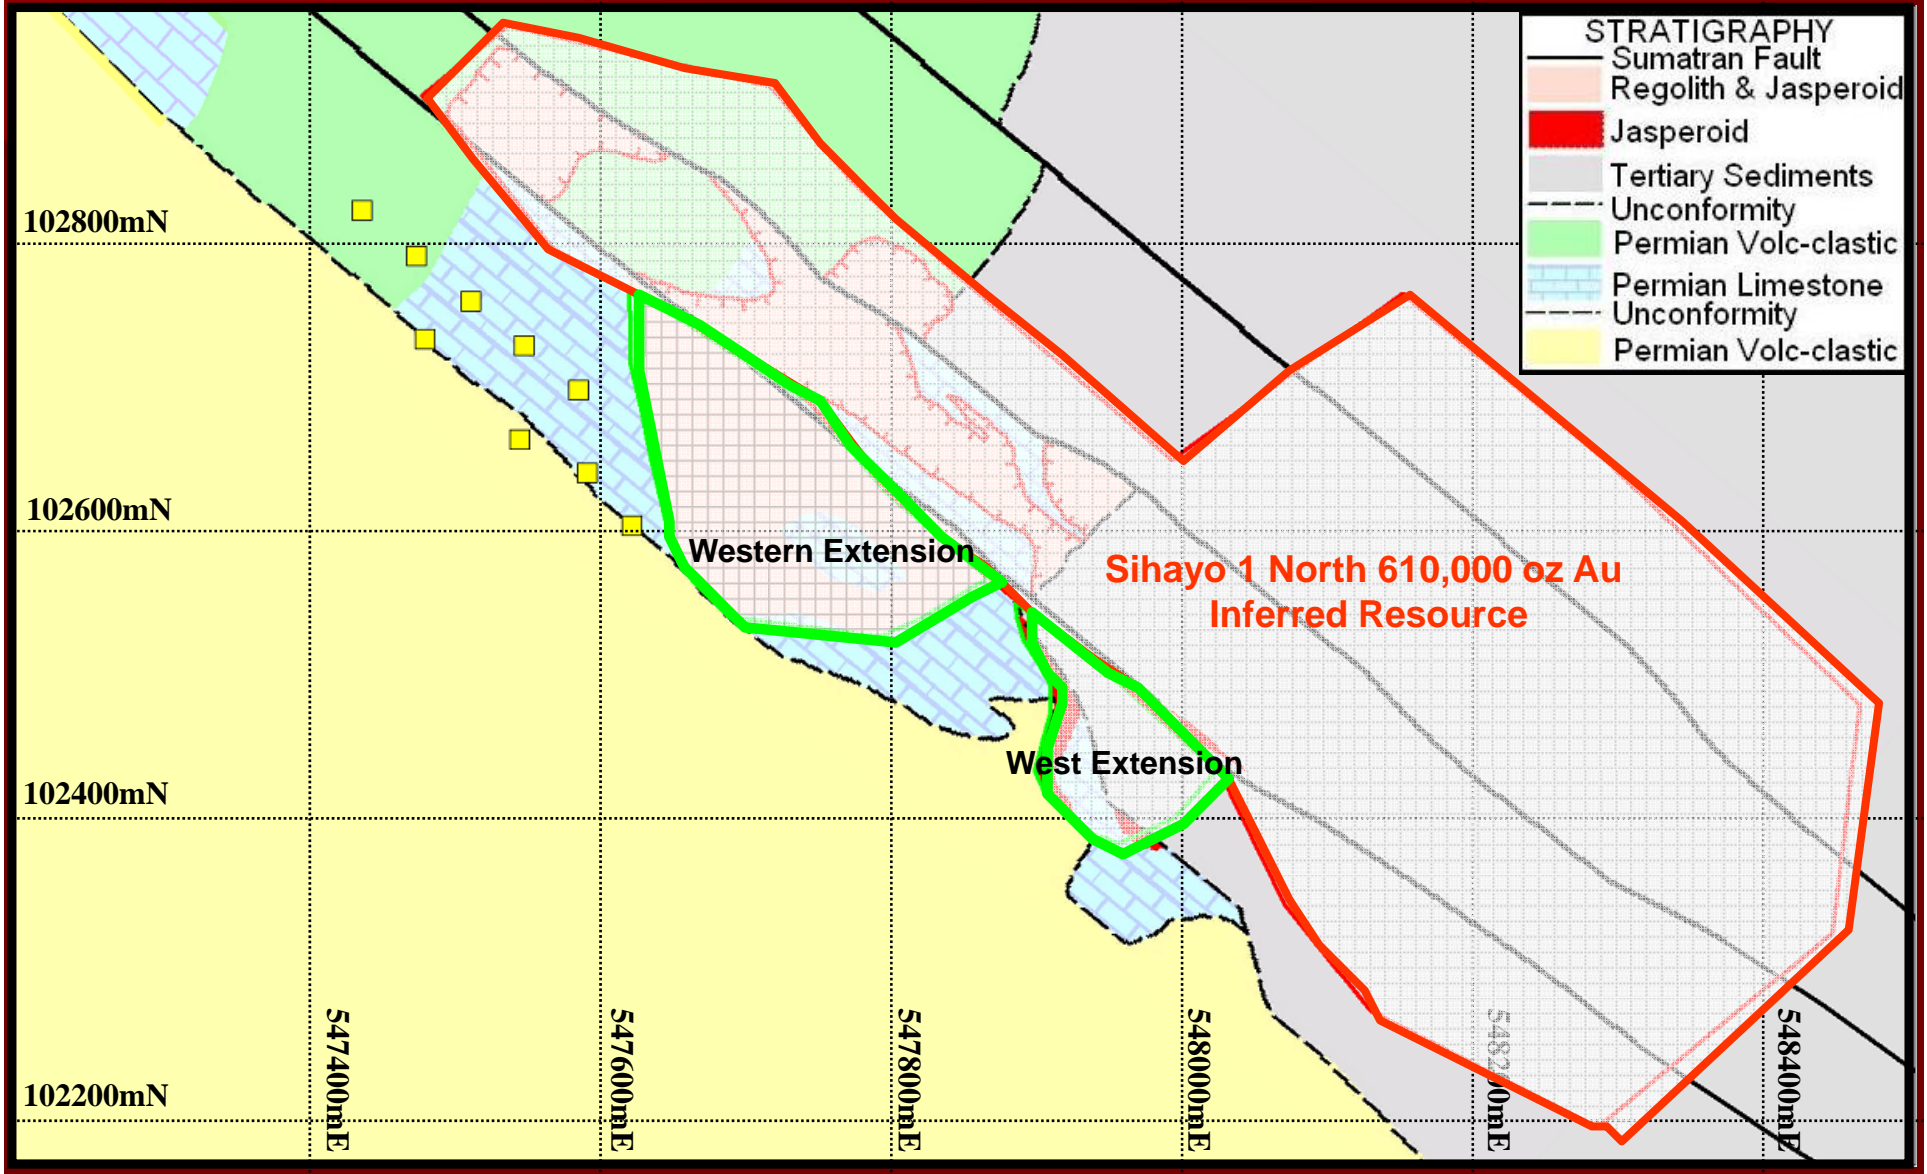 STRATIGRAPHY
Sumatran Fault
Regolith & Jasperoid
Jasperoid
Tertiary Sediments
Unconformity
Permian Volc-clastic
Permian Limestone
Unconformity
Permian Volc-clastic
102800mN
102600mN
Western Extension
Sihayo 1 North 610,000 oz Au
Inferred Resource
West Extension
102400mN
102200mN
547400mE
547600mE
547800mE
548000mE
548200mE
548400mE